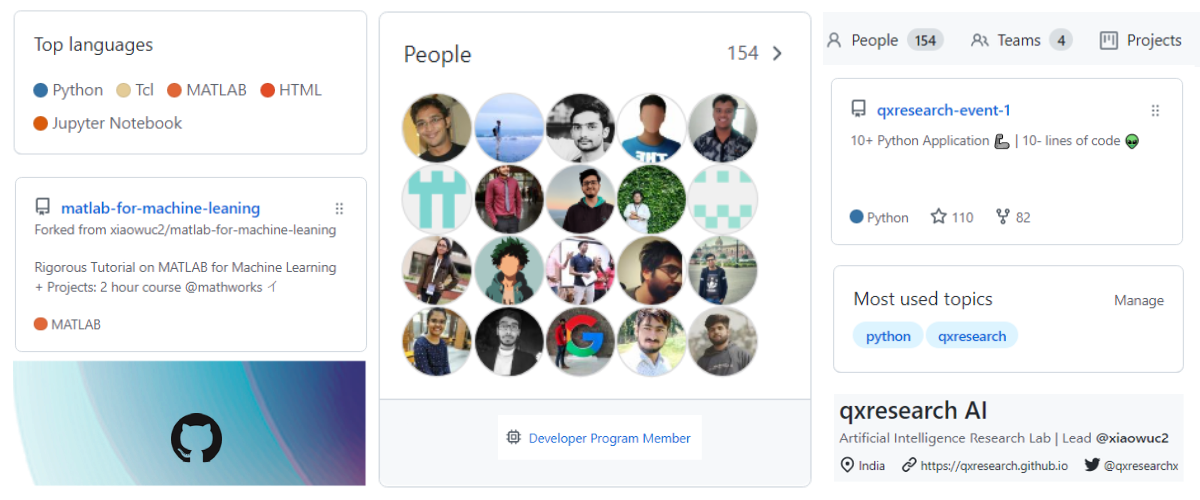 Top languages
Python Tcl MATLAB HTML
Jupyter Notebook
matlab-for-machine-leaning
Forked from xiaowuc2/matlab-for-machine-leaning
Rigorous Tutorial on MATLAB for Machine Learning
+ Projects: 2 hour course @mathworks イ
MATLAB
People 154
THE
Developer Program Member
People 154 Teams 4 Projects
qxresearch-event-1
10+ Python Application 🦾 | 10- lines of code 👽
Python 110 82
Most used topics Manage
python qxresearch
qxresearch AI
Artificial Intelligence Research Lab | Lead @xiaowuc2
India https://qxresearch.github.io @qxresearchx